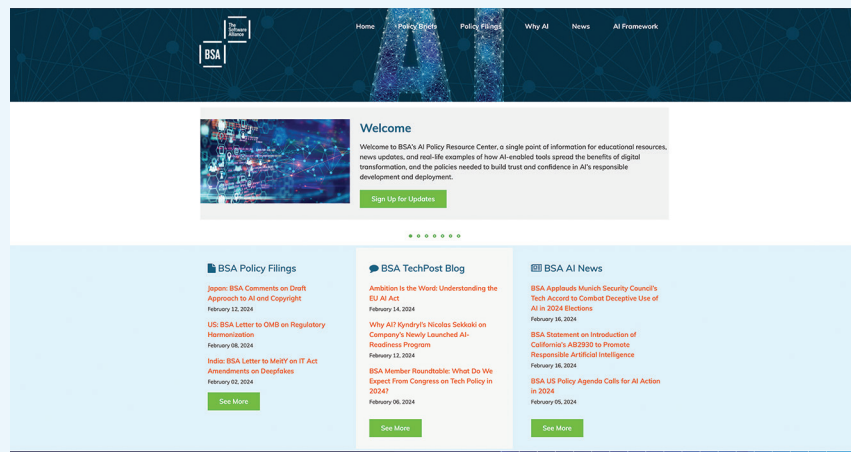 The
Software
Alliance
BSA
Home Policy Briefs Policy Filings Why AI News AI Framework
Welcome
Welcome to BSA's AI Policy Resource Center, a single point of information for educational resources,
news updates, and real-life examples of how AI-enabled tools spread the benefits of digital
transformation, and the policies needed to build trust and confidence in AI's responsible
development and deployment.
Sign Up for Updates
BSA Policy Filings
Japan: BSA Comments on Draft
Approach to AI and Copyright
February 12, 2024
US: BSA Letter to OMB on Regulatory
Harmonization
February 08, 2024
India: BSA Letter to MeitY on IT Act
Amendments on Deepfakes
February 02, 2024
See More
BSA TechPost Blog
Ambition Is the Word: Understanding the
EU AI Act
February 14, 2024
Why AI? Kyndryl's Nicolas Sekkaki on
Company's Newly Launched AI-
Readiness Program
February 12, 2024
BSA Member Roundtable: What Do We
Expect From Congress on Tech Policy in
2024?
February 06, 2024
See More
BSA AI News
BSA Applauds Munich Security Council's
Tech Accord to Combat Deceptive Use of
AI in 2024 Elections
February 16, 2024
BSA Statement on Introduction of
California's AB2930 to Promote
Responsible Artificial Intelligence
February 16, 2024
BSA US Policy Agenda Calls for AI Action
in 2024
February 05, 2024
See More